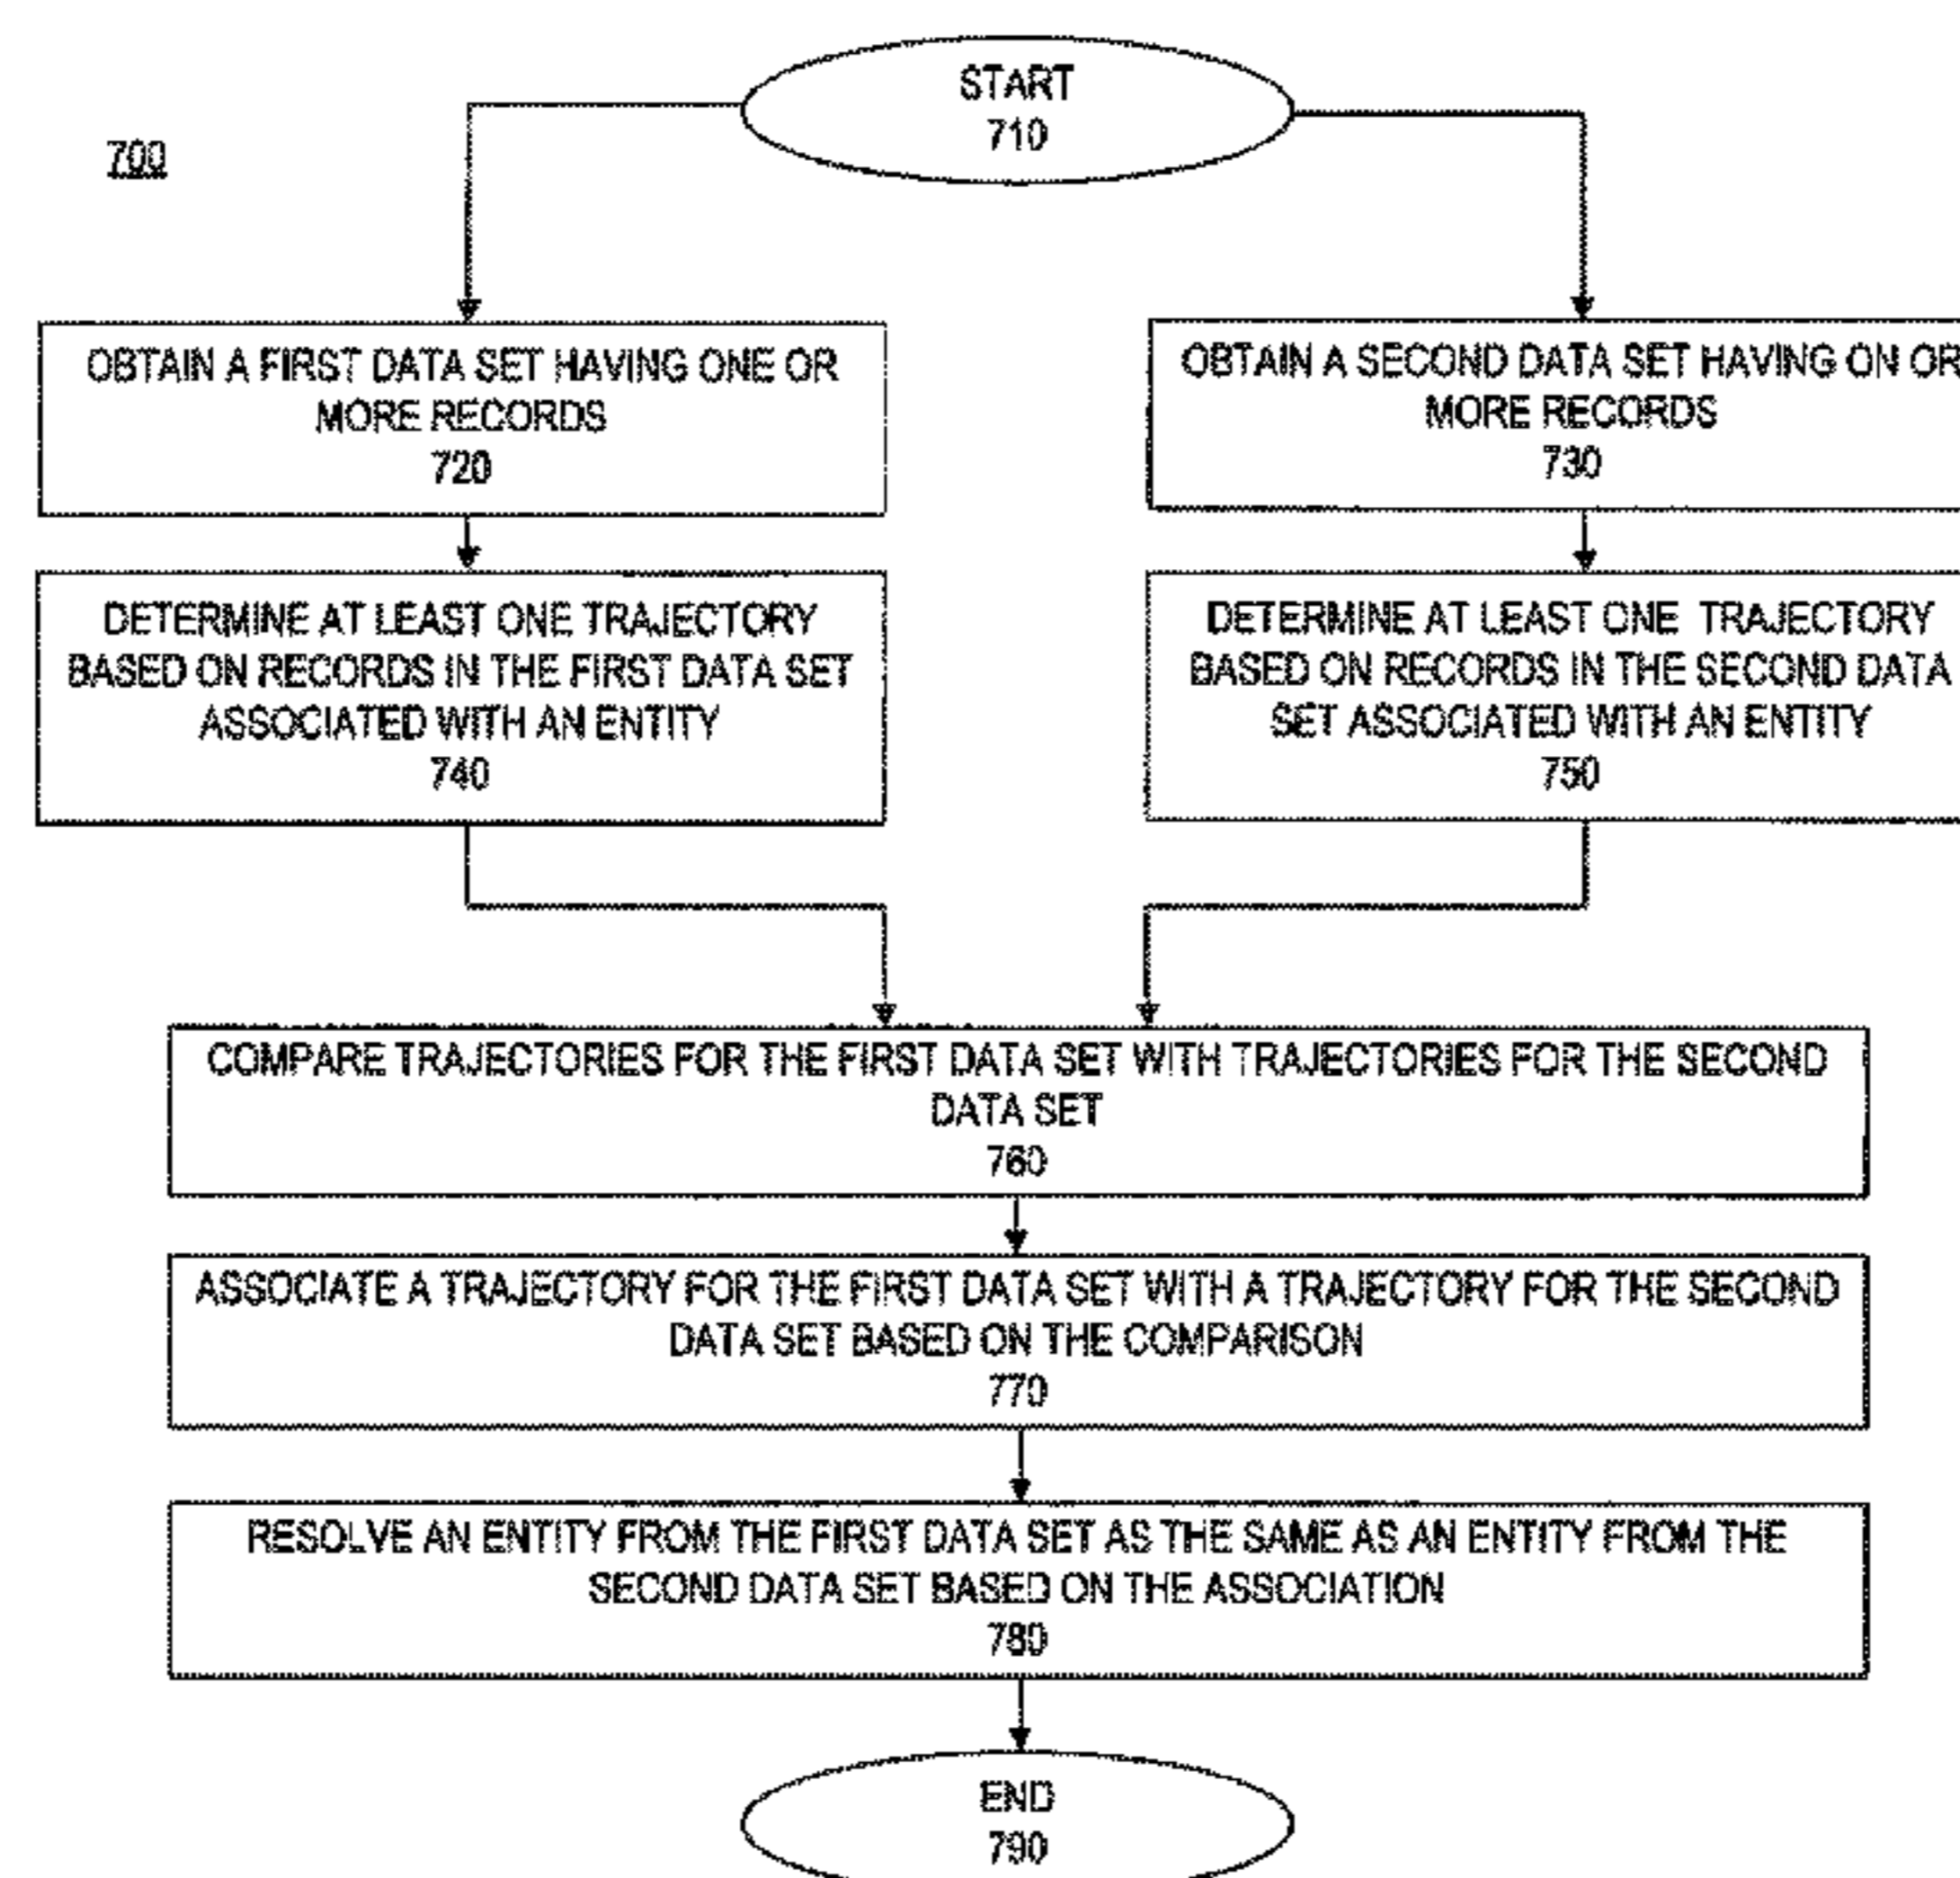 START
710
700
OBTAIN A FIRST DATA SET HAVING ONE OR
MORE RECORDS
720
OBTAIN A SECOND DATA SET HAVING ON OR
MORE RECORDS
730
DETERMINE AT LEAST ONE TRAJECTORY
BASED ON RECORDS IN THE FIRST DATA SET
ASSOCIATED WITH AN ENTITY
740
DETERMINE AT LEAST ONE TRAJECTORY
BASED ON RECORDS IN THE SECOND DATA
SET ASSOCIATED WITH AN ENTITY
750
COMPARE TRAJECTORIES FOR THE FIRST DATA SET WITH TRAJECTORIES FOR THE SECOND
DATA SET
760
ASSOCIATE A TRAJECTORY FOR THE FIRST DATA SET WITH A TRAJECTORY FOR THE SECOND
DATA SET BASED ON THE COMPARISON
770
RESOLVE AN ENTITY FROM THE FIRST DATA SET AS THE SAME AS AN ENTITY FROM THE
SECOND DATA SET BASED ON THE ASSOCIATION
780
END
790